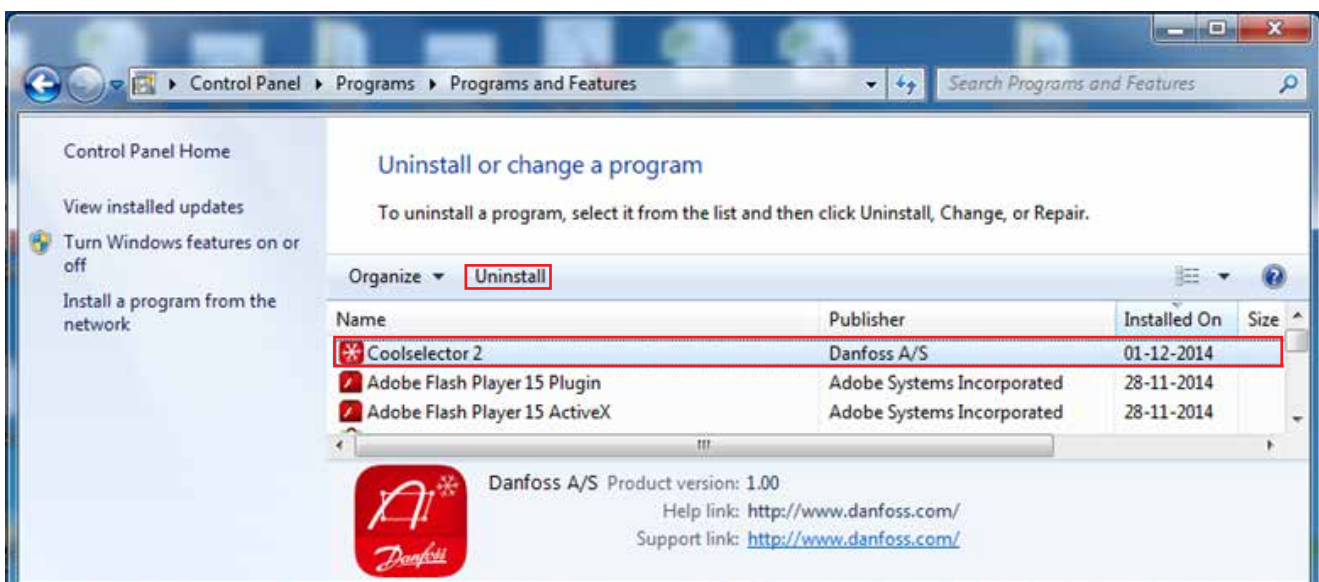 Control Panel Programs Programs and Features Search Programs and Features
Control Panel Home
View installed updates
Turn Windows features on or
off
Install a program from the
network
Uninstall or change a program
To uninstall a program, select it from the list and then click Uninstall, Change, or Repair.
Organize Uninstall
Name Publisher Installed On Size
Coolselector 2 Danfoss A/S 01-12-2014
Adobe Flash Player 15 Plugin Adobe Systems Incorporated 28-11-2014
Adobe Flash Player 15 ActiveX Adobe Systems Incorporated 28-11-2014
Danfoss A/S Product version: 1.00
Help link: http://www.danfoss.com/
Support link: http://www.danfoss.com/
Danfoss